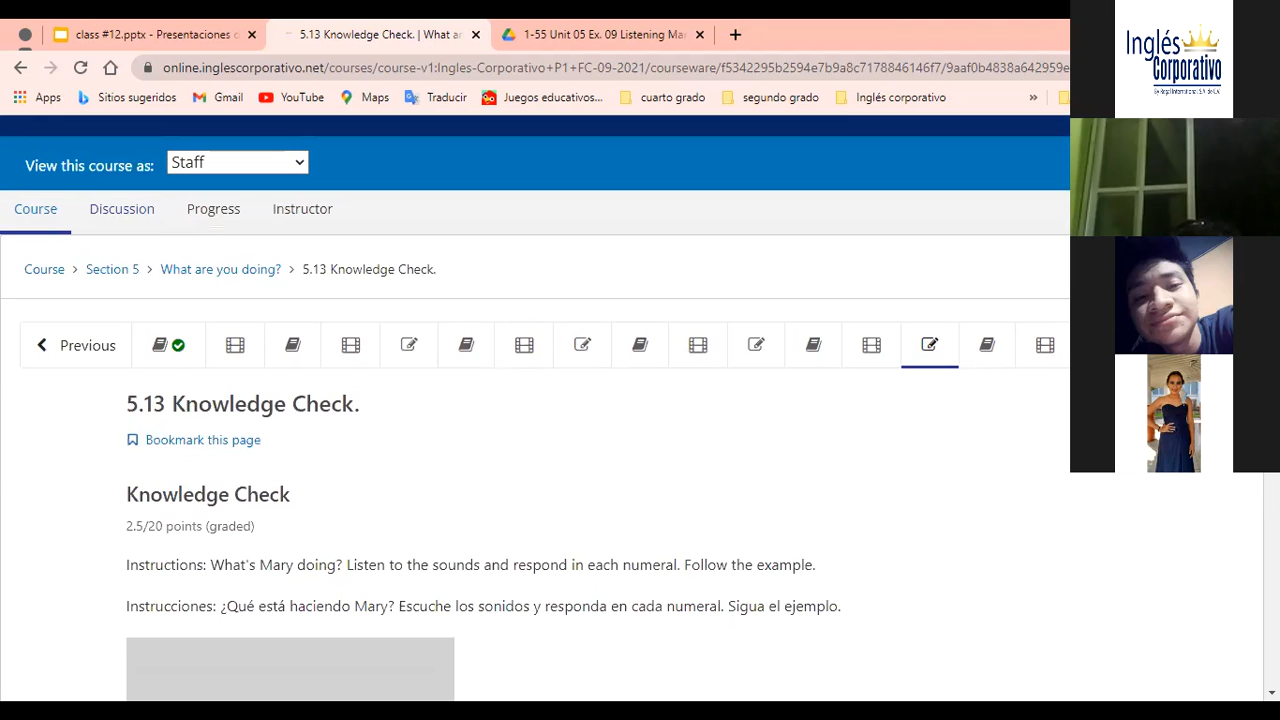 class #12.pptx - Presentaciones d
5.13 Knowledge Check. | What ar
1-55 Unit 05 Ex. 09 Listening Ma
online.inglescorporativo.net/courses/course-v1:Ingles-Corporativo+P1+FC-09-2021/courseware/f5342295b2594e7b9a8c7178846146f7/9aaf0b4838a642959e
Apps
Sitios sugeridos
Gmail
YouTube
Maps
Traducir
Juegos educativos...
cuarto grado
segundo grado
Inglés corporativo
»
View this course as:
Staff
Course
Discussion
Progress
Instructor
Course > Section 5 > What are you doing? > 5.13 Knowledge Check.
Previous
5.13 Knowledge Check.
Bookmark this page
Knowledge Check
2.5/20 points (graded)
Instructions: What's Mary doing? Listen to the sounds and respond in each numeral. Follow the example.
Instrucciones: ¿Qué está haciendo Mary? Escuche los sonidos y responda en cada numeral. Sigua el ejemplo.
Inglés
Corporativo
By Regal International, S.A. de C.V.